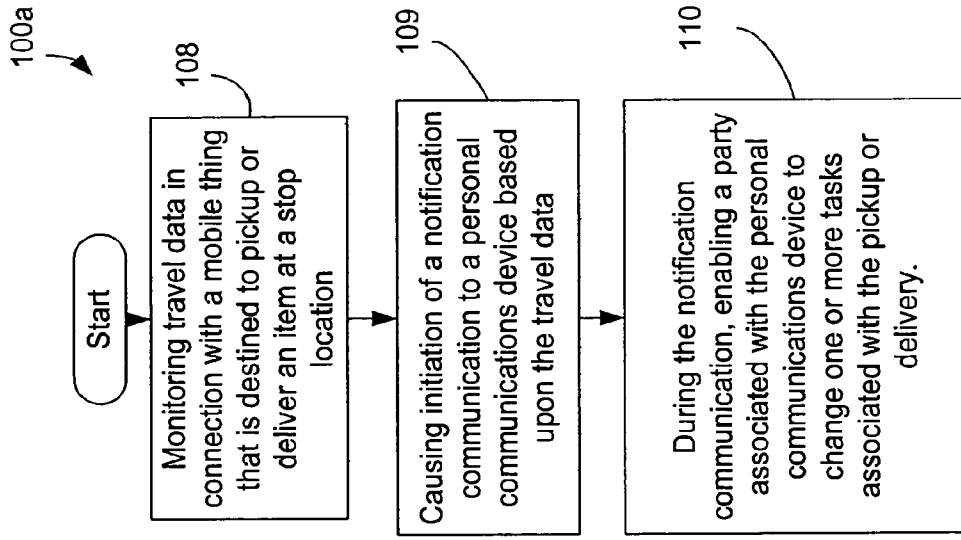 100a
Start
108
Monitoring travel data in
connection with a mobile thing
that is destined to pickup or
deliver an item at a stop
location
109
Causing initiation of a notification
communication to a personal
communications device based
upon the travel data
110
During the notification
communication, enabling a party
associated with the personal
communications device to
change one or more tasks
associated with the pickup or
delivery.